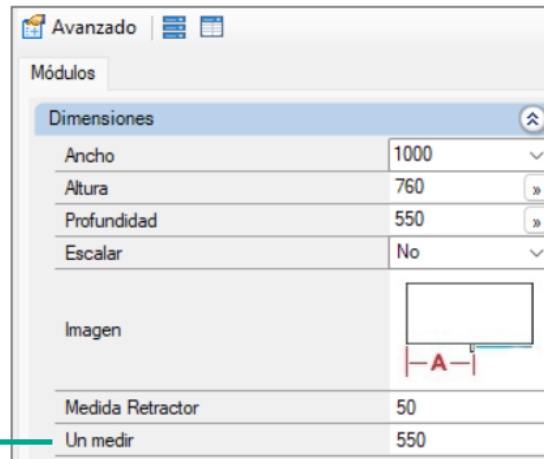 Avanzado
Módulos
Dimensiones
Ancho 1000
Altura 760 »
Profundidad 550 »
Escalar No
Imagen
A
Medida Retractor 50
Un medir 550